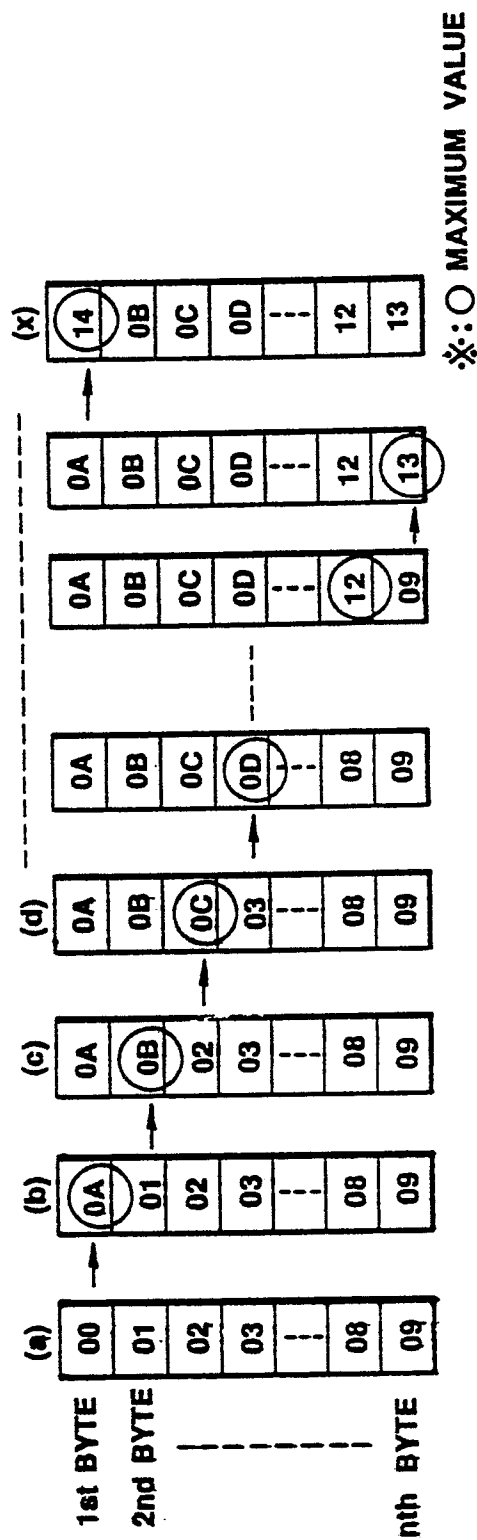 (a) (b) (c) (d) (x)
1st BYTE 00 0A 0A 0A 0A 0A 0A 14
2nd BYTE 01 01 0B 0B 0B 0B 0B 0B
02 02 02 0C 0C 0C 0C 0C
03 03 03 03 0D 0D 0D 0D
08 08 08 08 08 12 12 12
nth BYTE 09 09 09 09 09 09 13 13
※:○ MAXIMUM VALUE